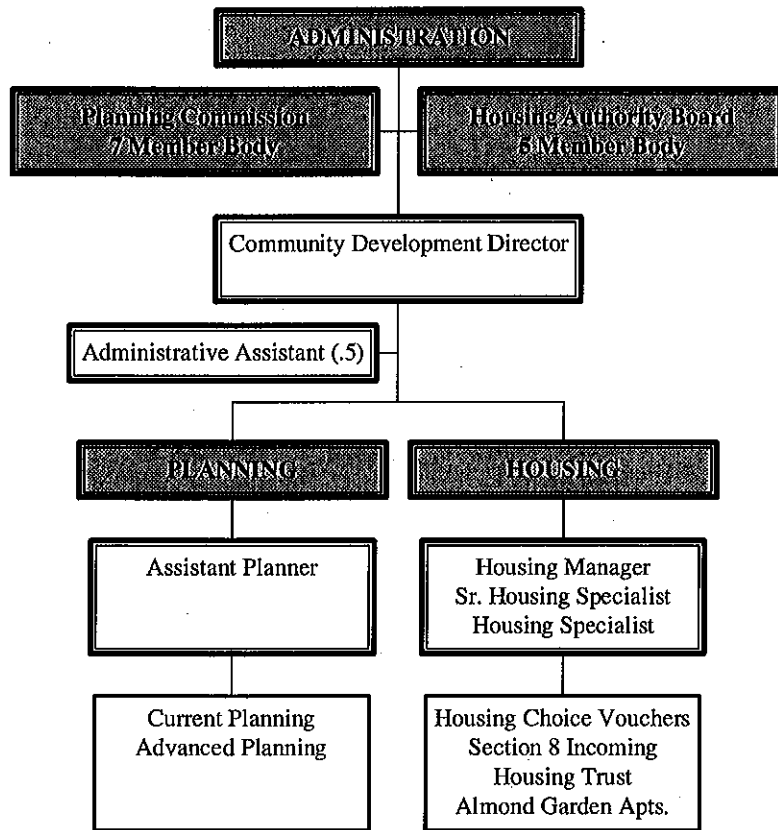 ADMINISTRATION
Planning Commission
7 Member Body
Housing Authority Board
5 Member Body
Community Development Director
Administrative Assistant (.5)
PLANNING
HOUSING
Assistant Planner
Housing Manager
Sr. Housing Specialist
Housing Specialist
Current Planning
Advanced Planning
Housing Choice Vouchers
Section 8 Incoming
Housing Trust
Almond Garden Apts.